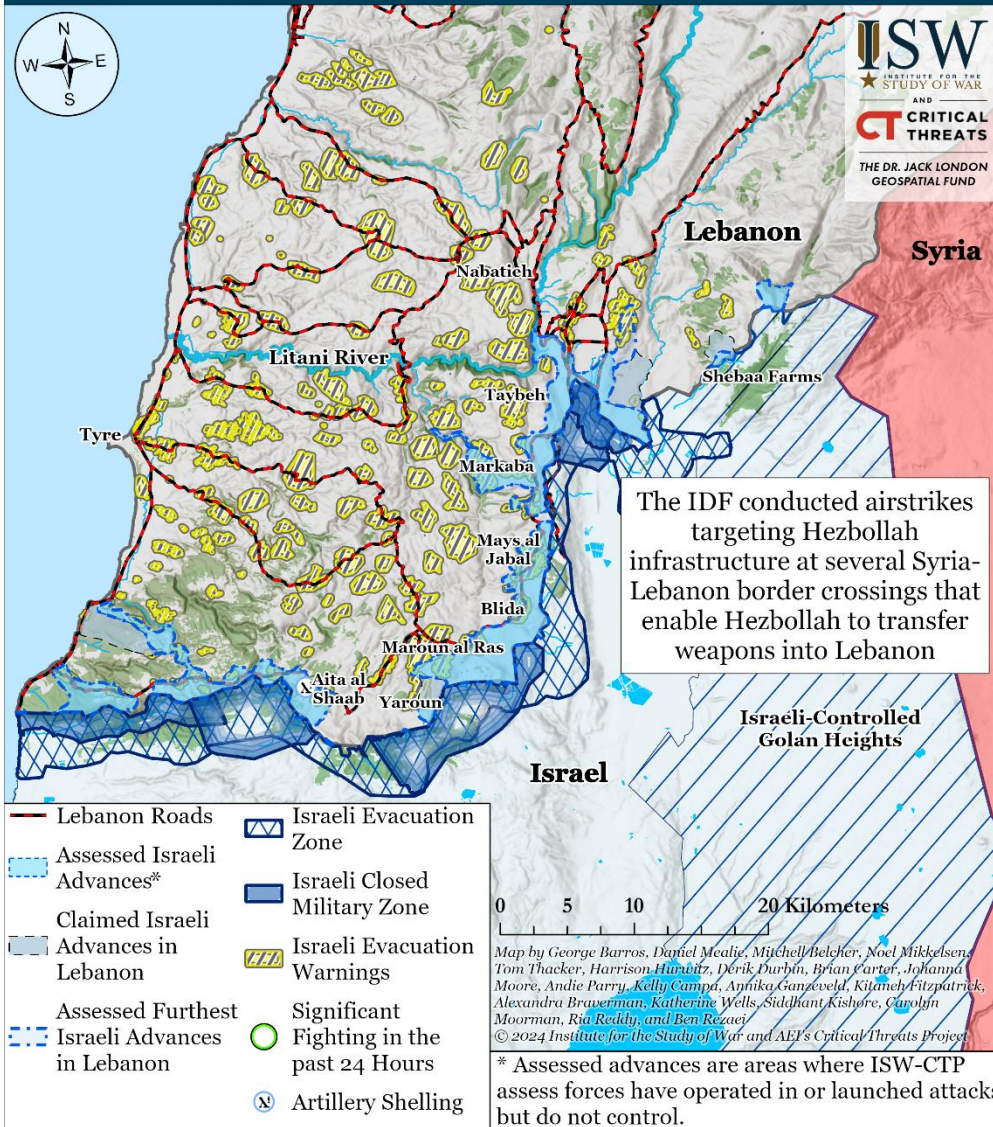 N
W E
S
ISW
INSTITUTE FOR THE
STUDY OF WAR
AND
CT CRITICAL
THREATS
THE DR. JACK LONDON
GEOSPATIAL FUND
Lebanon
Syria
Nabatieh
Litani River
Shebaa Farms
Taybeh
Tyre
Markaba
The IDF conducted airstrikes
targeting Hezbollah
infrastructure at several Syria-
Lebanon border crossings that
enable Hezbollah to transfer
weapons into Lebanon
Mays al
Jabal
Blida
Maroun al Ras
Aita al
Shaab
Yaroun
Israeli-Controlled
Golan Heights
Israel
Lebanon Roads
Assessed Israeli
Advances*
Claimed Israeli
Advances in
Lebanon
Assessed Furthest
Israeli Advances
in Lebanon
Israeli Evacuation
Zone
Israeli Closed
Military Zone
Israeli Evacuation
Warnings
Significant
Fighting in the
past 24 Hours
Artillery Shelling
0 5 10 20 Kilometers
Map by George Barros, Daniel Mealie, Mitchell Belcher, Noel Mikkelsen,
Tom Thacker, Harrison Hurwitz, Derik Durbin, Brian Carter, Johanna
Moore, Andie Parry, Kelly Campa, Annika Ganzeveld, Kitaneh Fitzpatrick,
Alexandra Braverman, Katherine Wells, Siddhant Kishore, Carolyn
Moorman, Ria Reddy, and Ben Rezaei
© 2024 Institute for the Study of War and AEI's Critical Threats Project
* Assessed advances are areas where ISW-CTP
assess forces have operated in or launched attacks
but do not control.